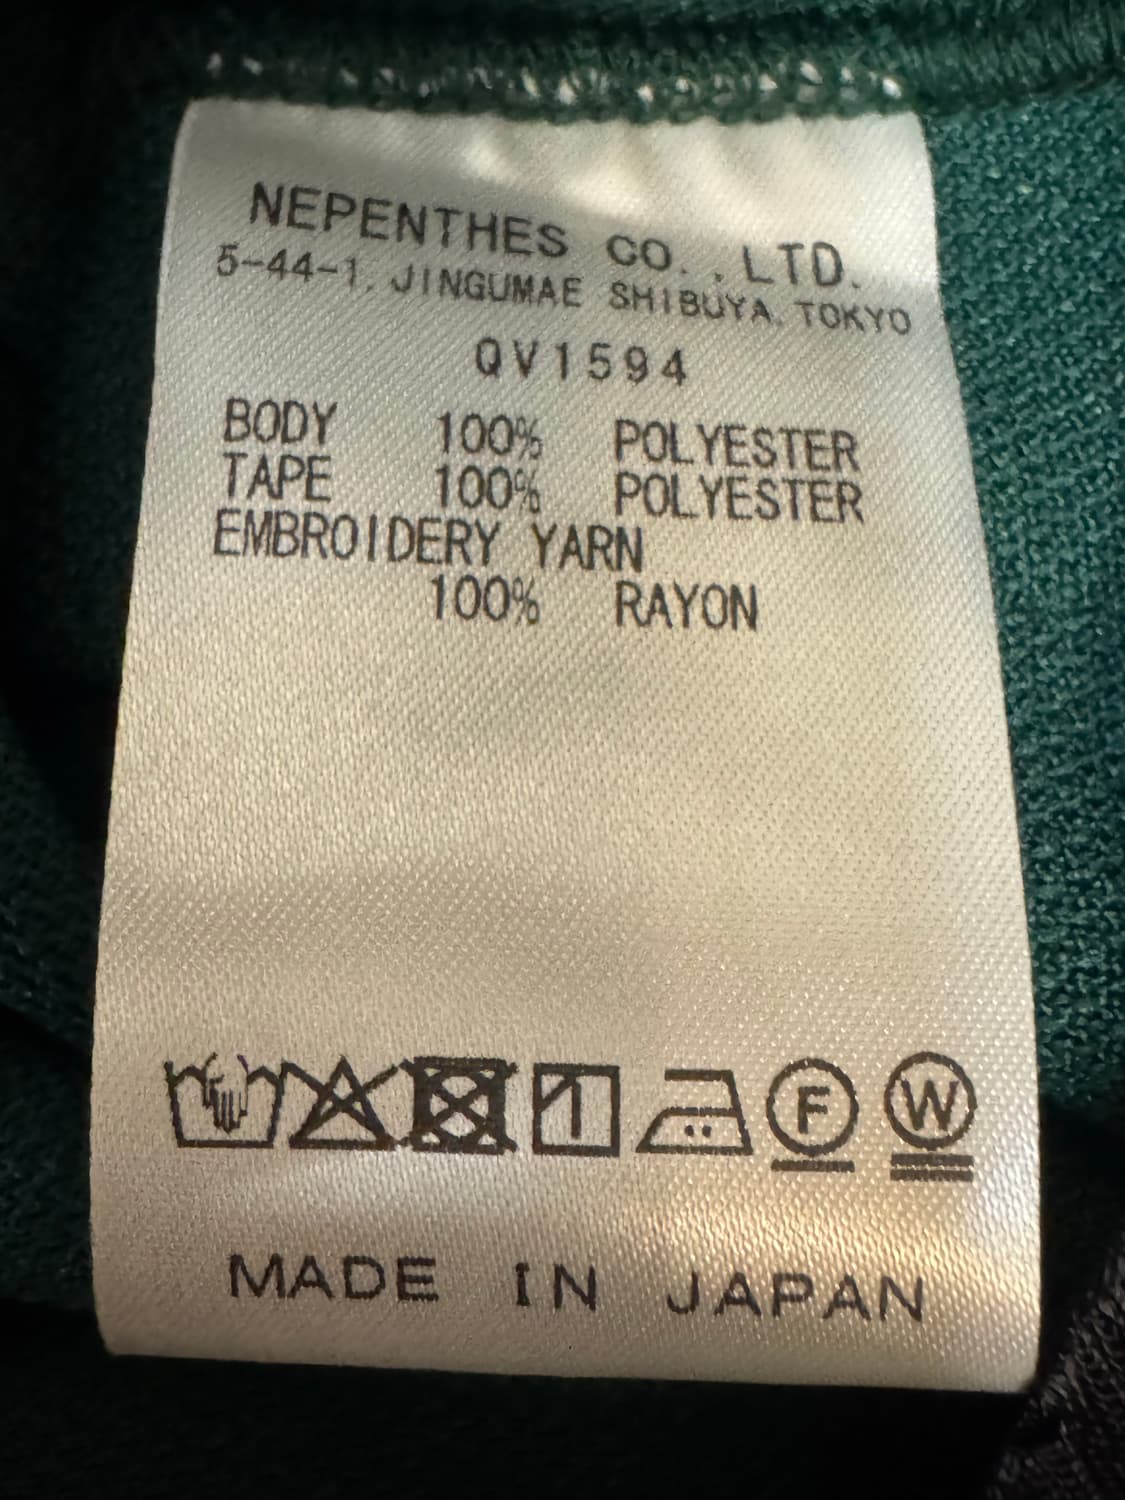 NEPENTHES CO.,LTD.
5-44-1, JINGUMAE SHIBUYA, TOKYO
QV1594
BODY 100% POLYESTER
TAPE 100% POLYESTER
EMBROIDERY YARN
100% RAYON
F W
MADE IN JAPAN